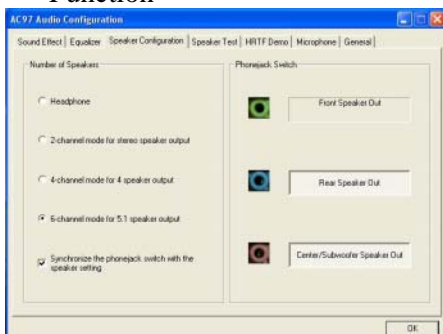 Function
AC97 Audio Configuration
Sound Effect | Equalizer | Speaker Configuration | Speaker Test | HRTF Demo | Microphone | General
Number of Speakers
Headphone
2-channel mode for stereo speaker output
4-channel mode for 4 speaker output
6-channel mode for 5.1 speaker output
Synchronize the phonejack switch with the
speaker setting
Phonejack Switch
Front Speaker Out
Rear Speaker Out
Center/Subwoofer Speaker Out
OK